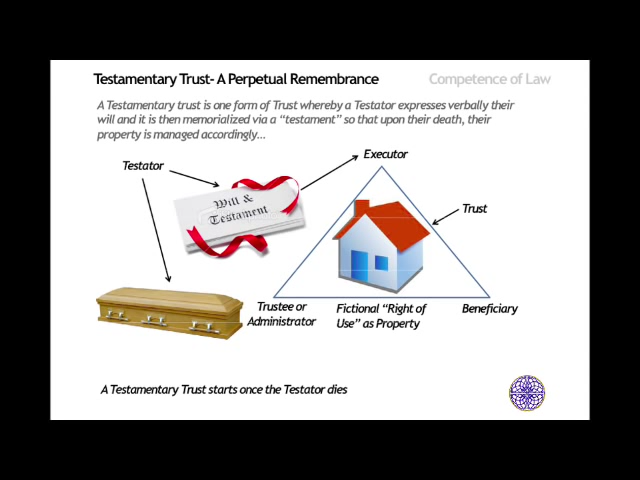 Testamentary Trust- A Perpetual Remembrance
Competence of Law
A Testamentary trust is one form of Trust whereby a Testator expresses verbally their
will and it is then memorialized via a “testament” so that upon their death, their
property is managed accordingly...
Executor
Testator
Will &
Testament
Trust
Trustee or
Administrator
Fictional “Right of
Use” as Property
Beneficiary
A Testamentary Trust starts once the Testator dies